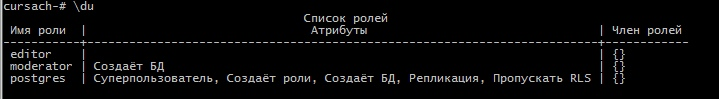 cursach-# \du
Список ролей
Имя роли | Атрибуты | Член ролей
-----------+------------------------------------------------------------------------+------------
editor | | {}
moderator | Создаёт БД | {}
postgres | Суперпользователь, Создаёт роли, Создаёт БД, Репликация, Пропускать RLS | {}